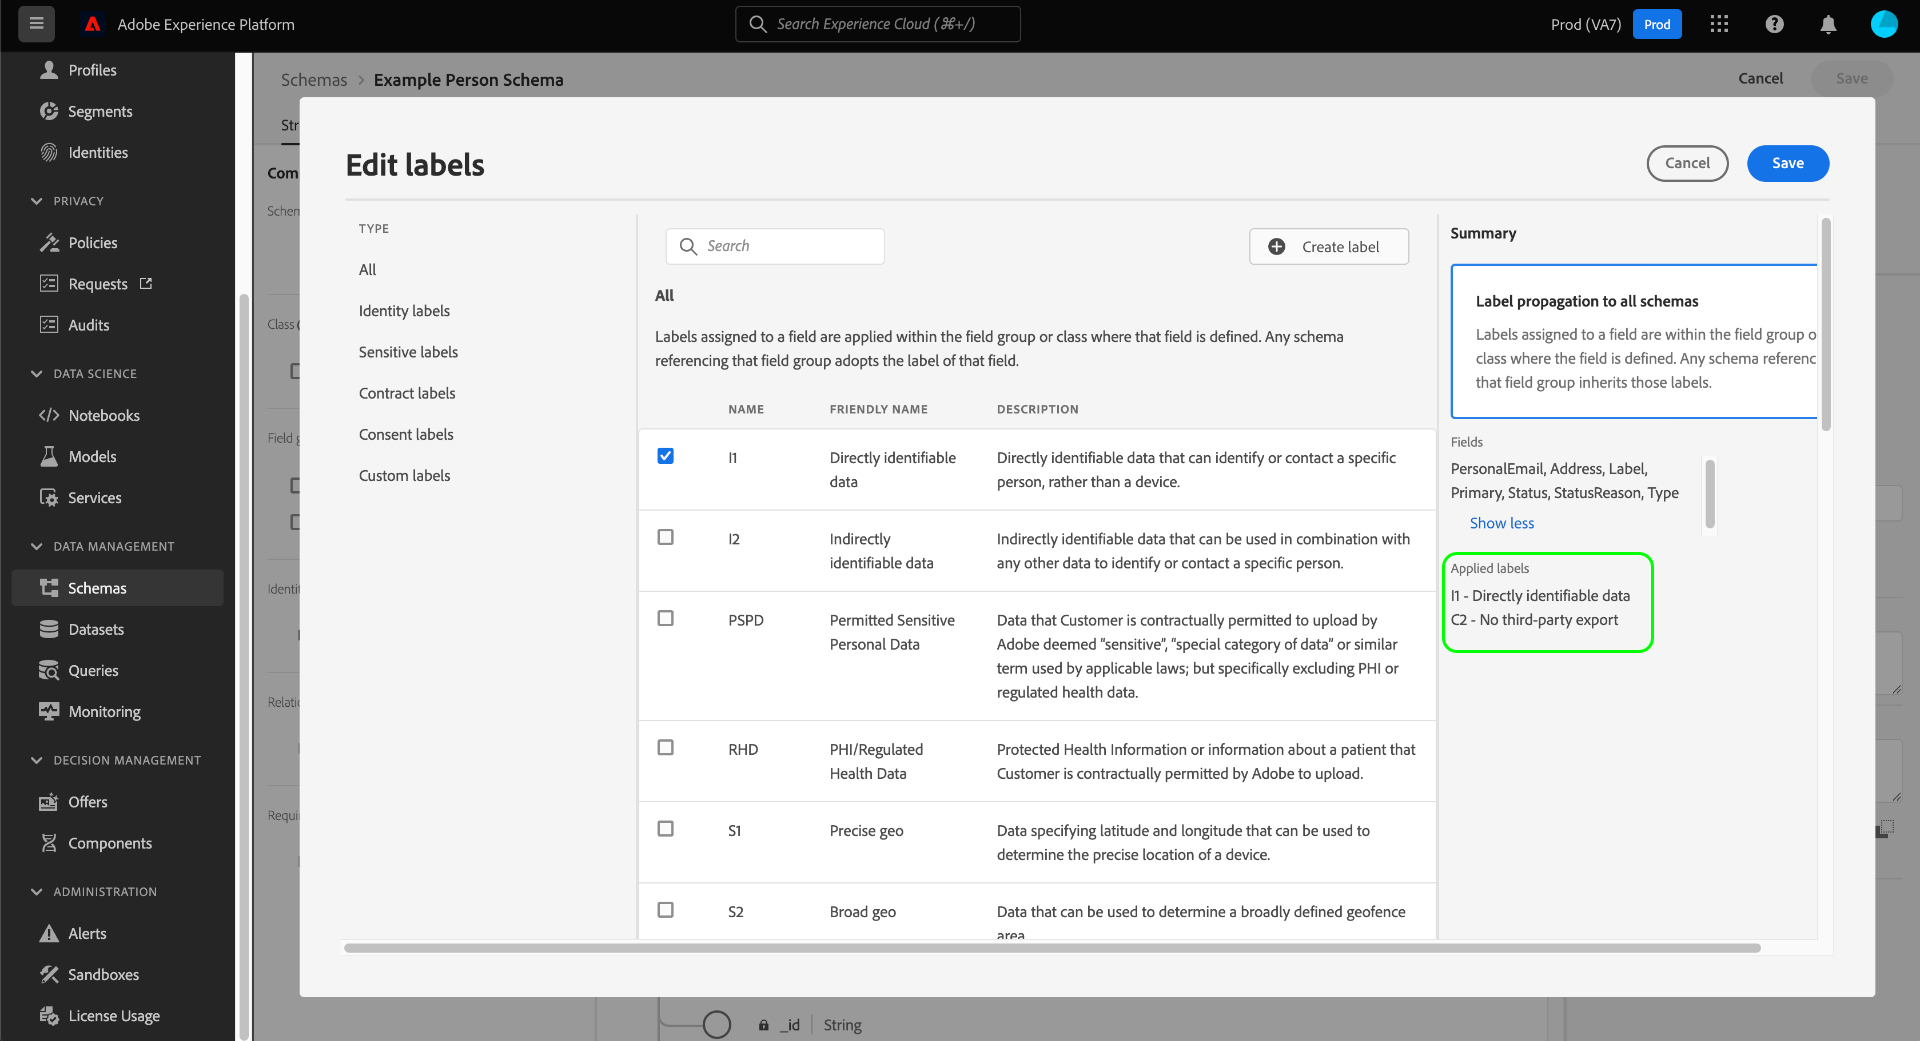 Adobe Experience Platform
Search Experience Cloud (⌘+/)
Prod (VA7)
Prod
Profiles
Segments
Identities
PRIVACY
Policies
Requests
Audits
DATA SCIENCE
Notebooks
Models
Services
DATA MANAGEMENT
Schemas
Datasets
Queries
Monitoring
DECISION MANAGEMENT
Offers
Components
ADMINISTRATION
Alerts
Sandboxes
License Usage
Schemas > Example Person Schema
Cancel
Save
Str
Com
Schem
Class (
Field g
Identit
Relatio
Requi
Edit labels
Cancel
Save
TYPE
All
Identity labels
Sensitive labels
Contract labels
Consent labels
Custom labels
Search
Create label
All
Labels assigned to a field are applied within the field group or class where that field is defined. Any schema
referencing that field group adopts the label of that field.
NAME FRIENDLY NAME DESCRIPTION
I1 Directly identifiable Directly identifiable data that can identify or contact a specific
data person, rather than a device.
I2 Indirectly Indirectly identifiable data that can be used in combination with
identifiable data any other data to identify or contact a specific person.
PSPD Permitted Sensitive Data that Customer is contractually permitted to upload by
Personal Data Adobe deemed “sensitive”, “special category of data” or similar
term used by applicable laws; but specifically excluding PHI or
regulated health data.
RHD PHI/Regulated Protected Health Information or information about a patient that
Health Data Customer is contractually permitted by Adobe to upload.
S1 Precise geo Data specifying latitude and longitude that can be used to
determine the precise location of a device.
S2 Broad geo Data that can be used to determine a broadly defined geofence
area.
Summary
Label propagation to all schemas
Labels assigned to a field are within the field group o
class where the field is defined. Any schema referenc
that field group inherits those labels.
Fields
PersonalEmail, Address, Label,
Primary, Status, StatusReason, Type
Show less
Applied labels
I1 - Directly identifiable data
C2 - No third-party export
_id String